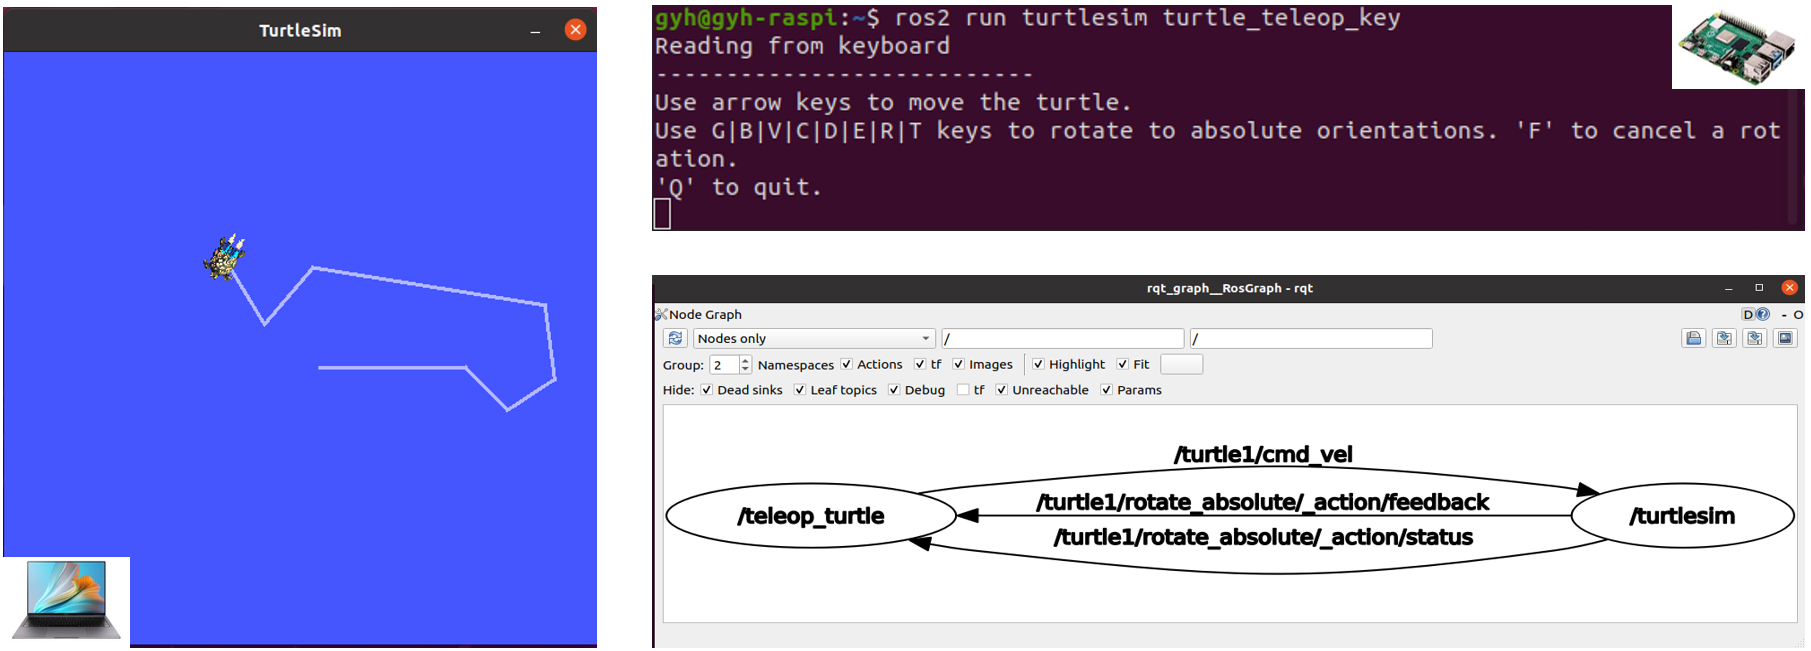 TurtleSim
gyh@gyh-raspi:~$ ros2 run turtlesim turtle_teleop_key
Reading from keyboard
---------------------------
Use arrow keys to move the turtle.
Use G|B|V|C|D|E|R|T keys to rotate to absolute orientations. 'F' to cancel a rot
ation.
'Q' to quit.
rqt_graph__RosGraph - rqt
Node Graph
D - O
Nodes only / /
Group: 2 Namespaces Actions tf Images Highlight Fit
Hide: Dead sinks Leaf topics Debug tf Unreachable Params
/turtle1/cmd_vel
/turtle1/rotate_absolute/_action/feedback
/teleop_turtle /turtlesim
/turtle1/rotate_absolute/_action/status